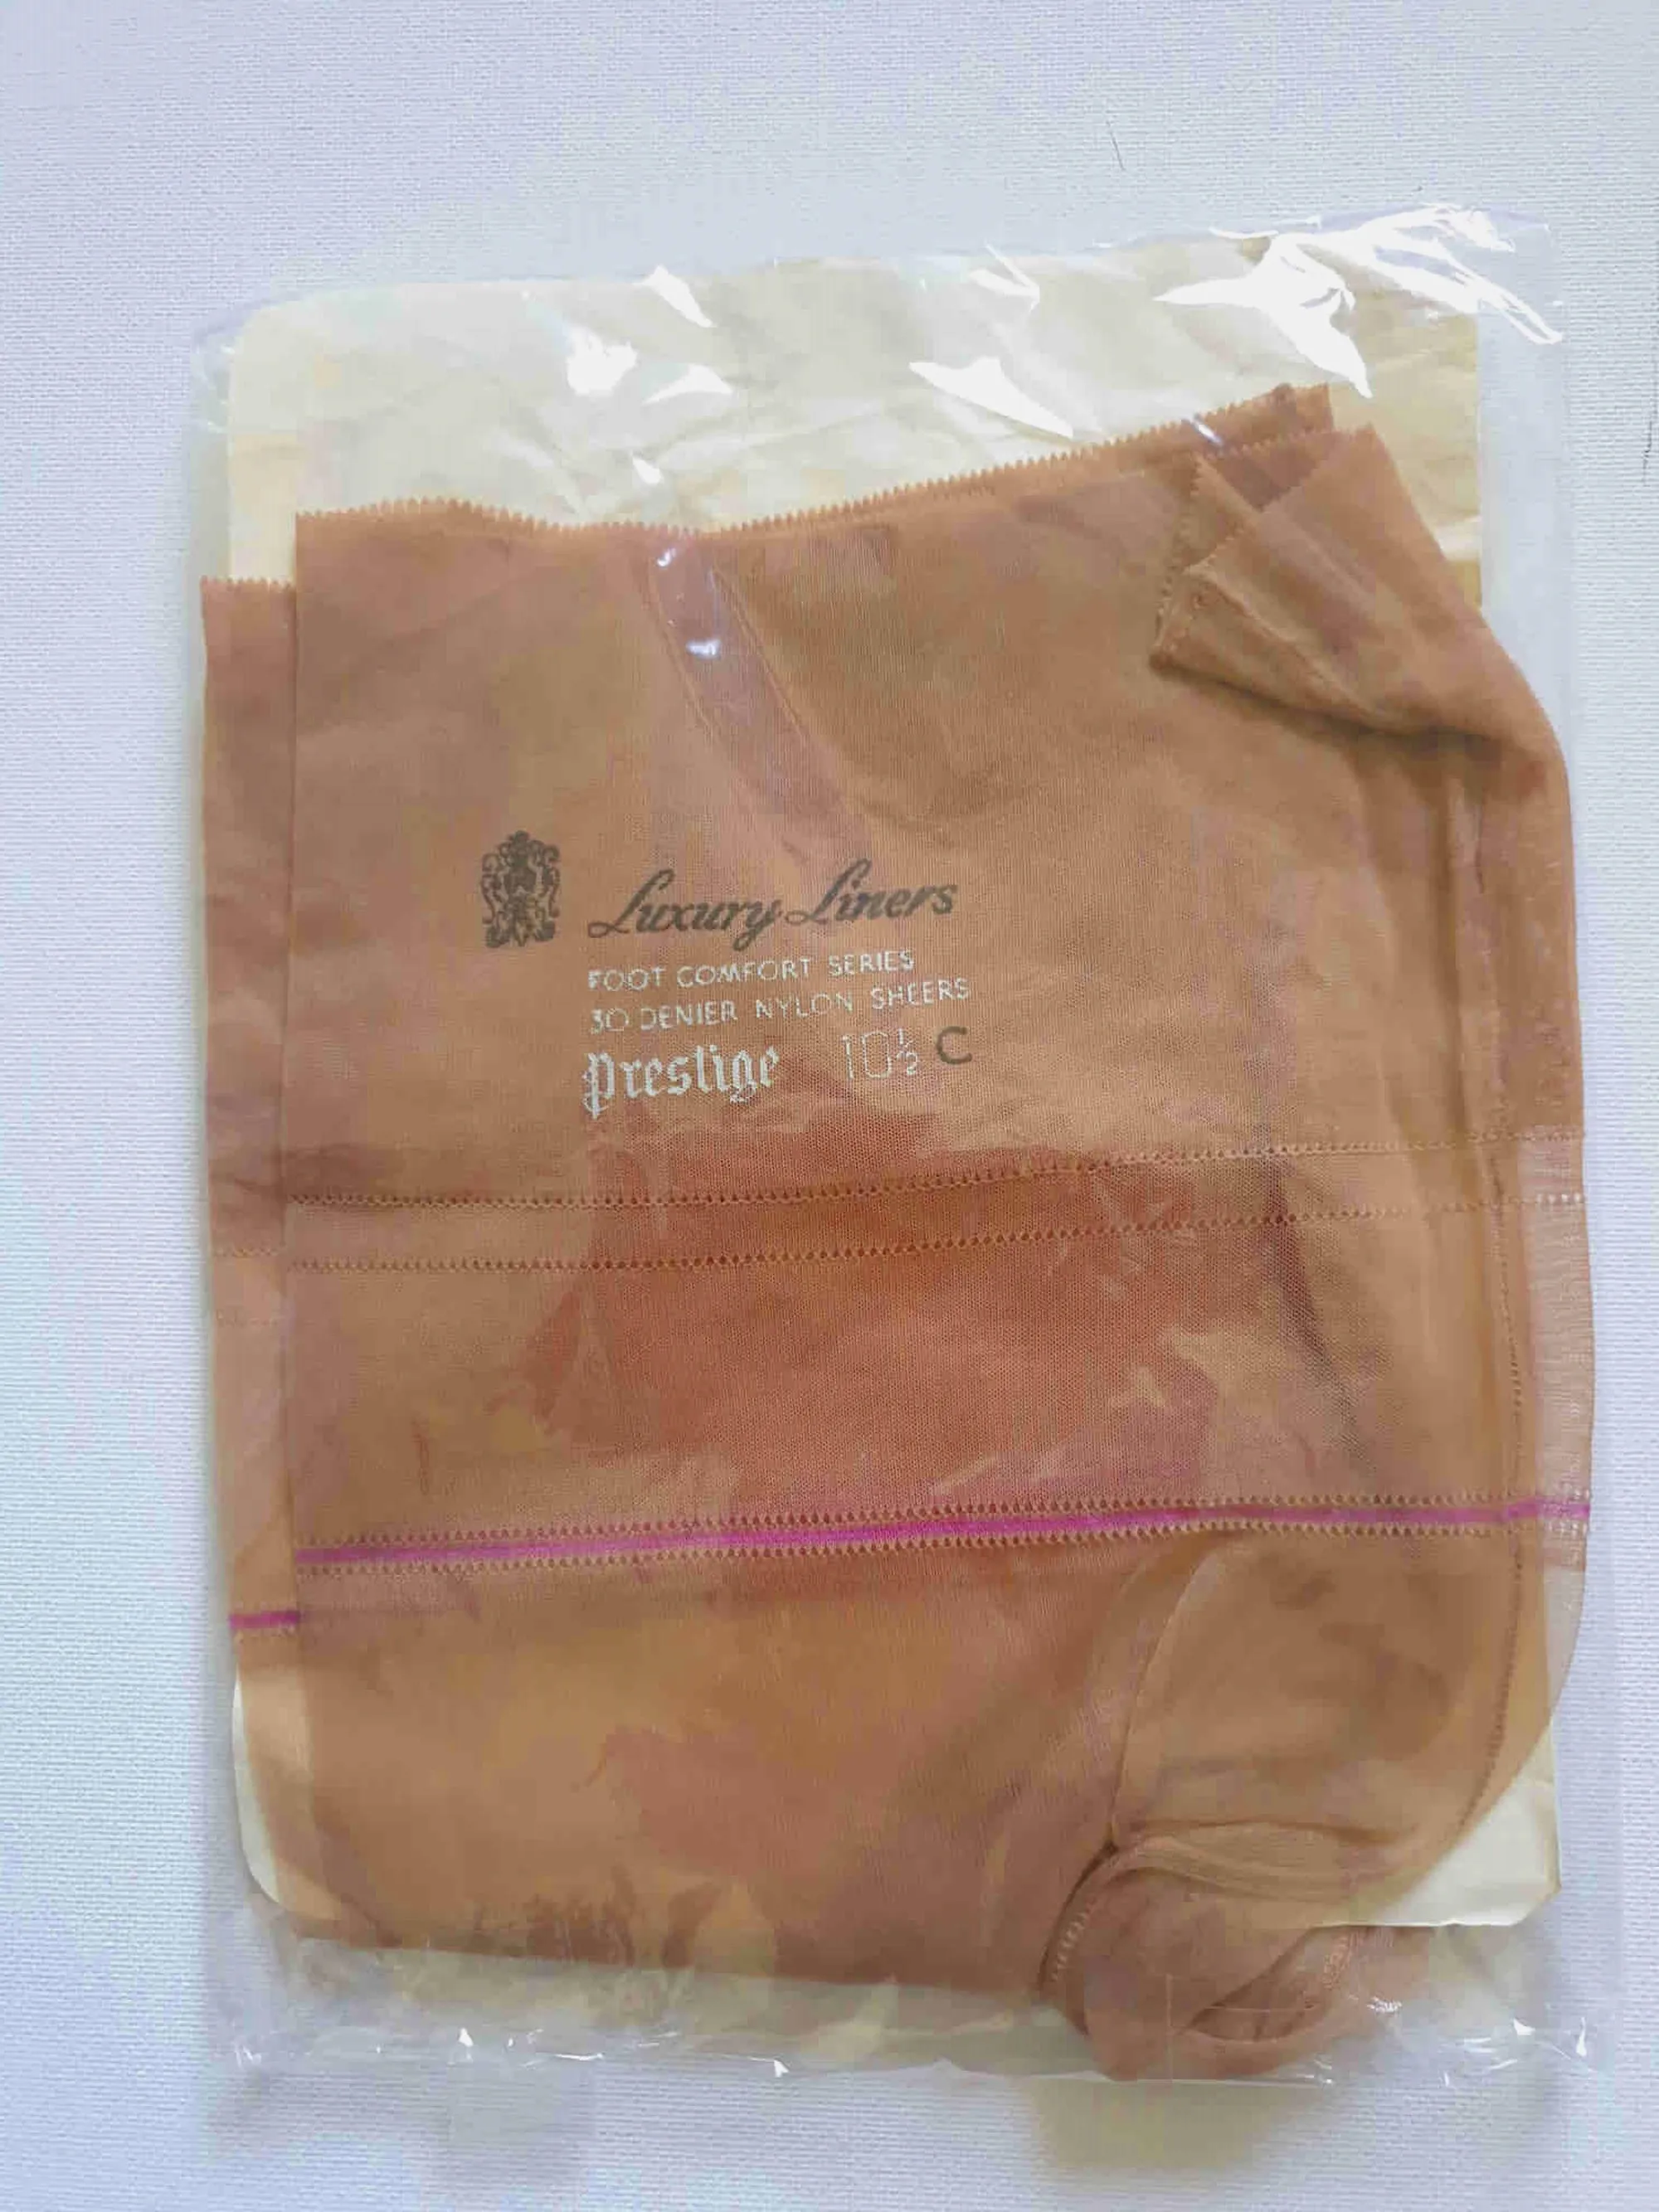 Luxury Liners
FOOT COMFORT SERIES
30 DENIER NYLON SHEERS
Prestige 10½ C